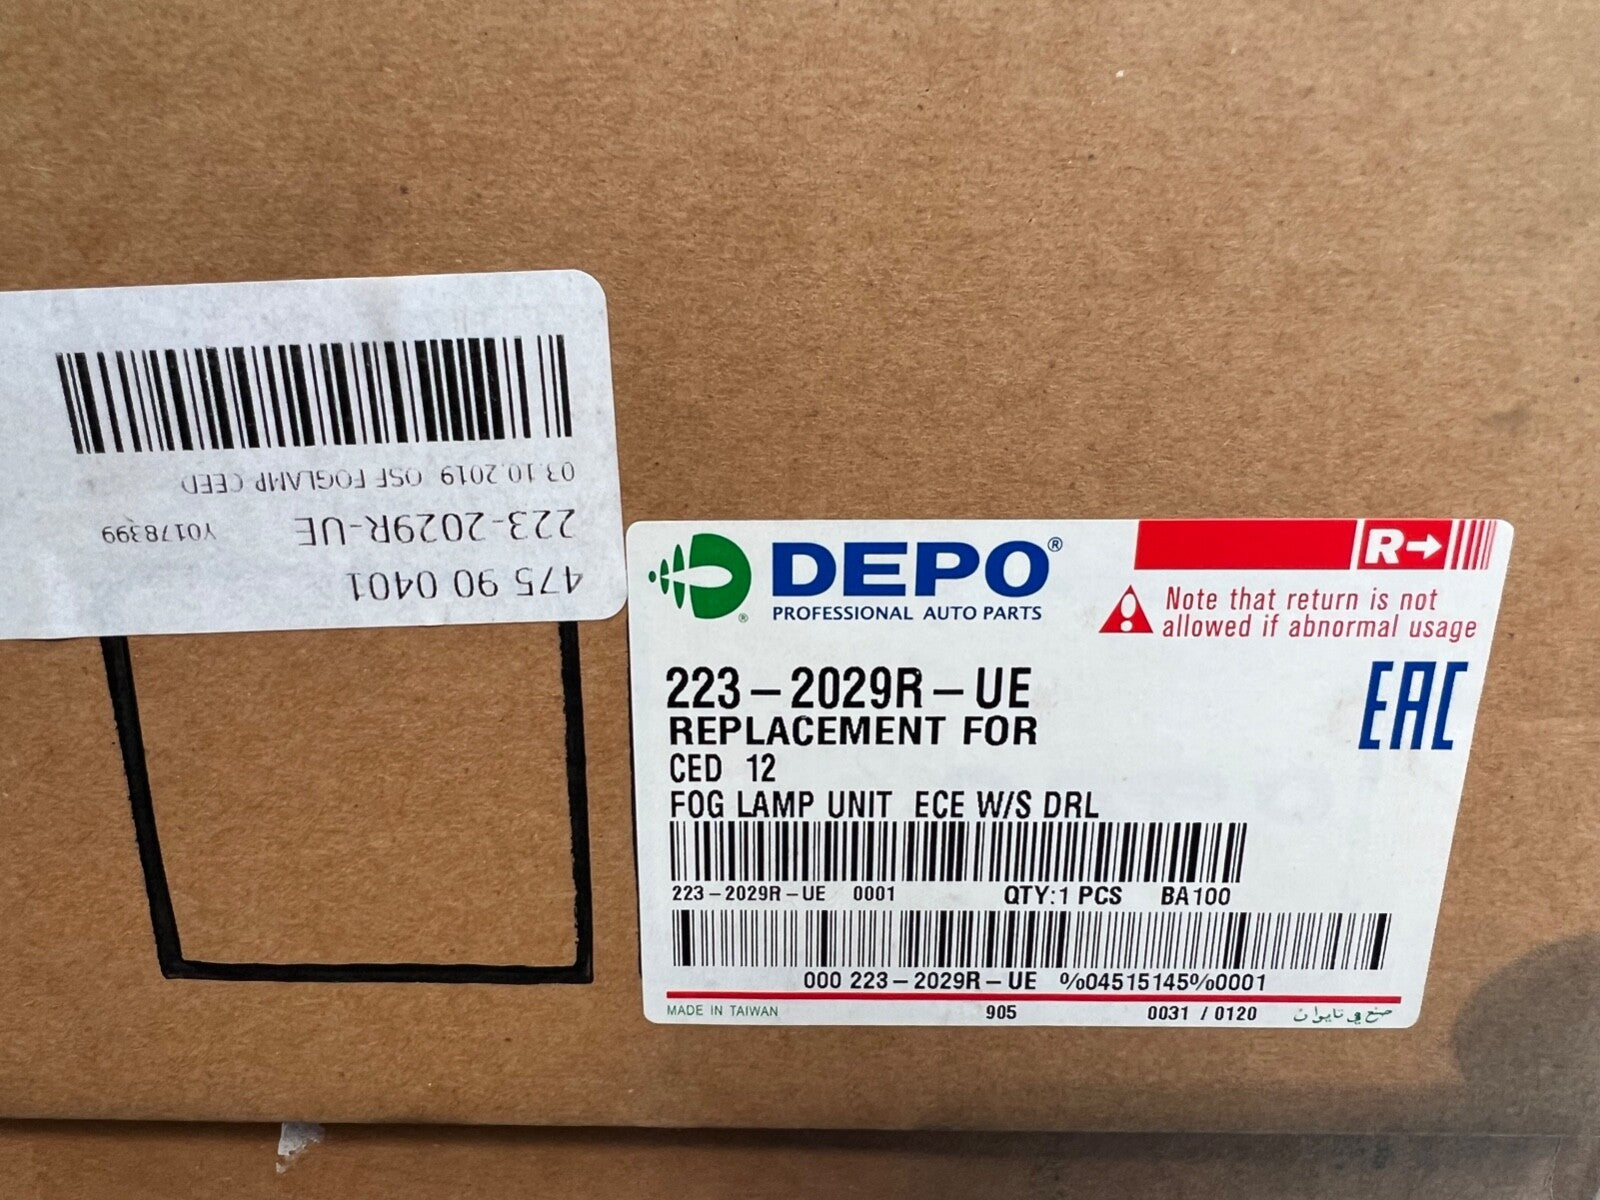 03.10.2019 OSF FOGLAMP CEED
223-2029R-UE Y0178399
475 90 0401
DEPO®
PROFESSIONAL AUTO PARTS
R→
Note that return is not
allowed if abnormal usage
223-2029R-UE
REPLACEMENT FOR
CED 12
FOG LAMP UNIT ECE W/S DRL
EAC
223-2029R-UE 0001 QTY:1 PCS BA100
000 223-2029R-UE %04515145%0001
MADE IN TAIWAN 905 0031 / 0120 صنع في تايوان